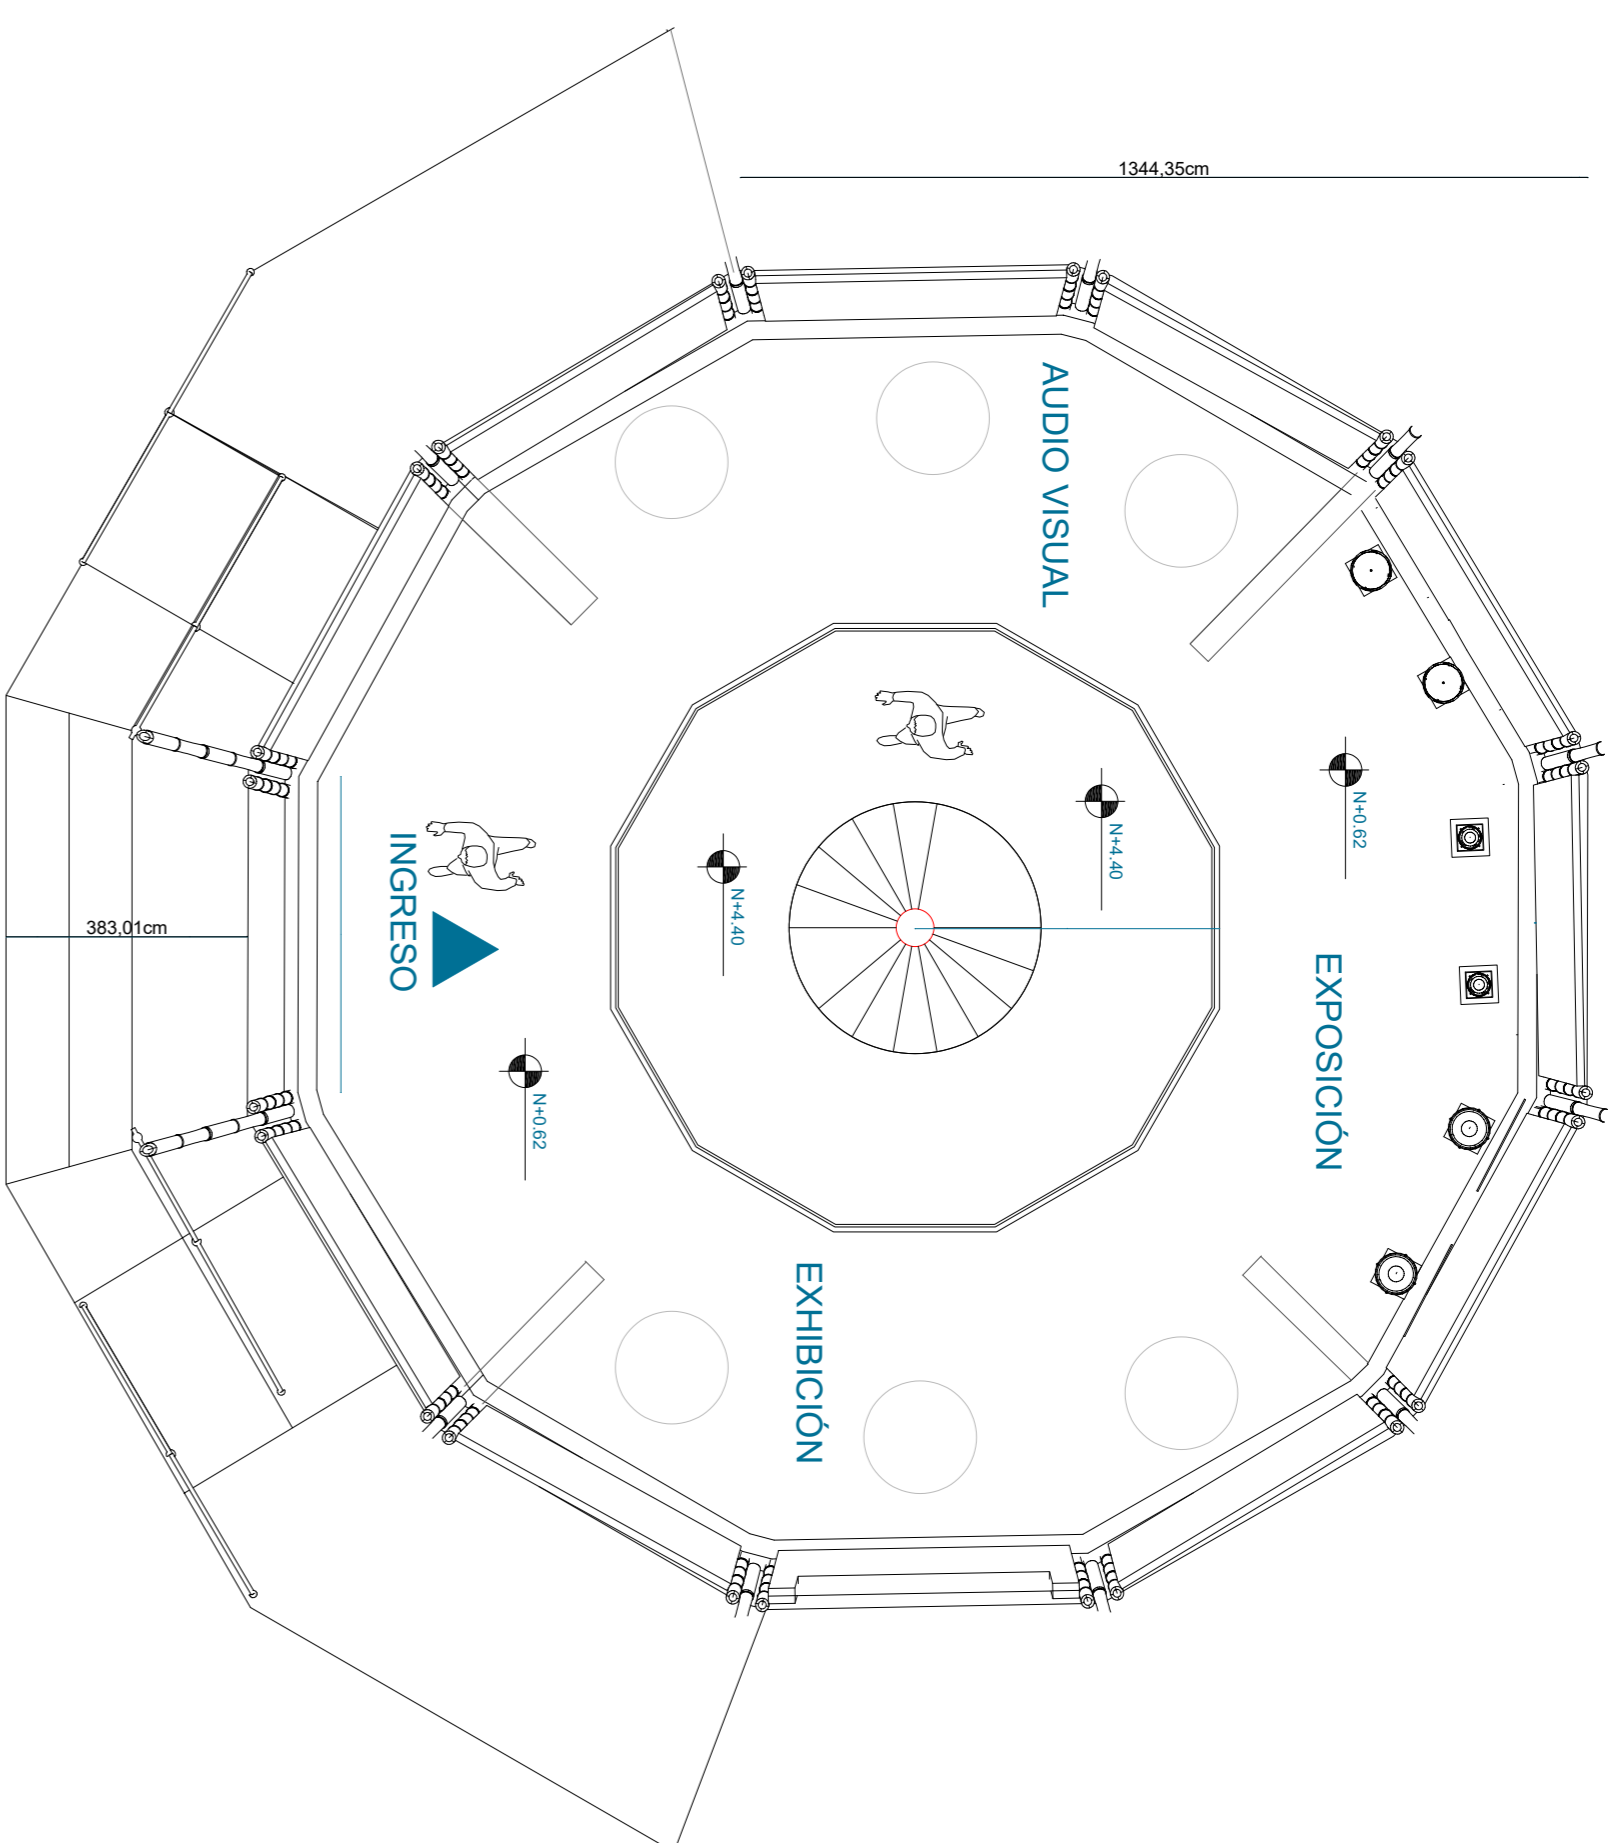 1344,35cm
AUDIO VISUAL
N+0.62
N+4.40
N+4.40
INGRESO
383,01cm
EXPOSICIÓN
N+0.62
EXHIBICIÓN